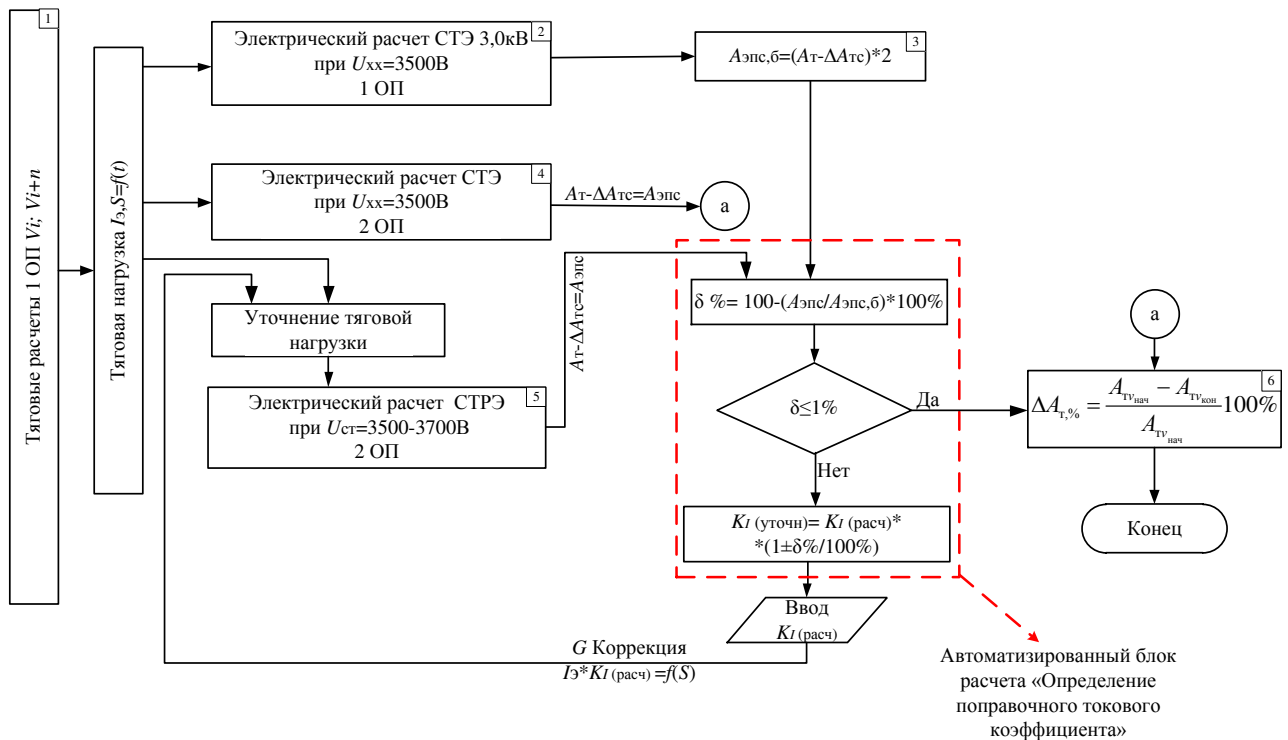 1
Тяговые расчеты 1 ОП Vi; Vi+n
Тяговая нагрузка Iэ,S=f(t)
2
Электрический расчет СТЭ 3,0кВ
при Uхх=3500В
1 ОП
3
Aэпс,б=(Aт-ΔAтс)*2
4
Электрический расчет СТЭ
при Uхх=3500В
2 ОП
Aт-ΔAтс=Aэпс
а
Уточнение тяговой
нагрузки
5
Электрический расчет СТРЭ
при Uст=3500-3700В
2 ОП
Aт-ΔAтс=Aэпс
δ %= 100-(Aэпс/Aэпс,б)*100%
δ≤1%
Да
Нет
KI (уточн)= KI (расч)*
*(1±δ%/100%)
Ввод
KI (расч)
G Коррекция
Iэ*KI (расч) =f(S)
а
6
ΔAт,% = (Aтvнач − Aтvкон) / Aтvнач 100%
Конец
Автоматизированный блок
расчета «Определение
поправочного токового
коэффициента»